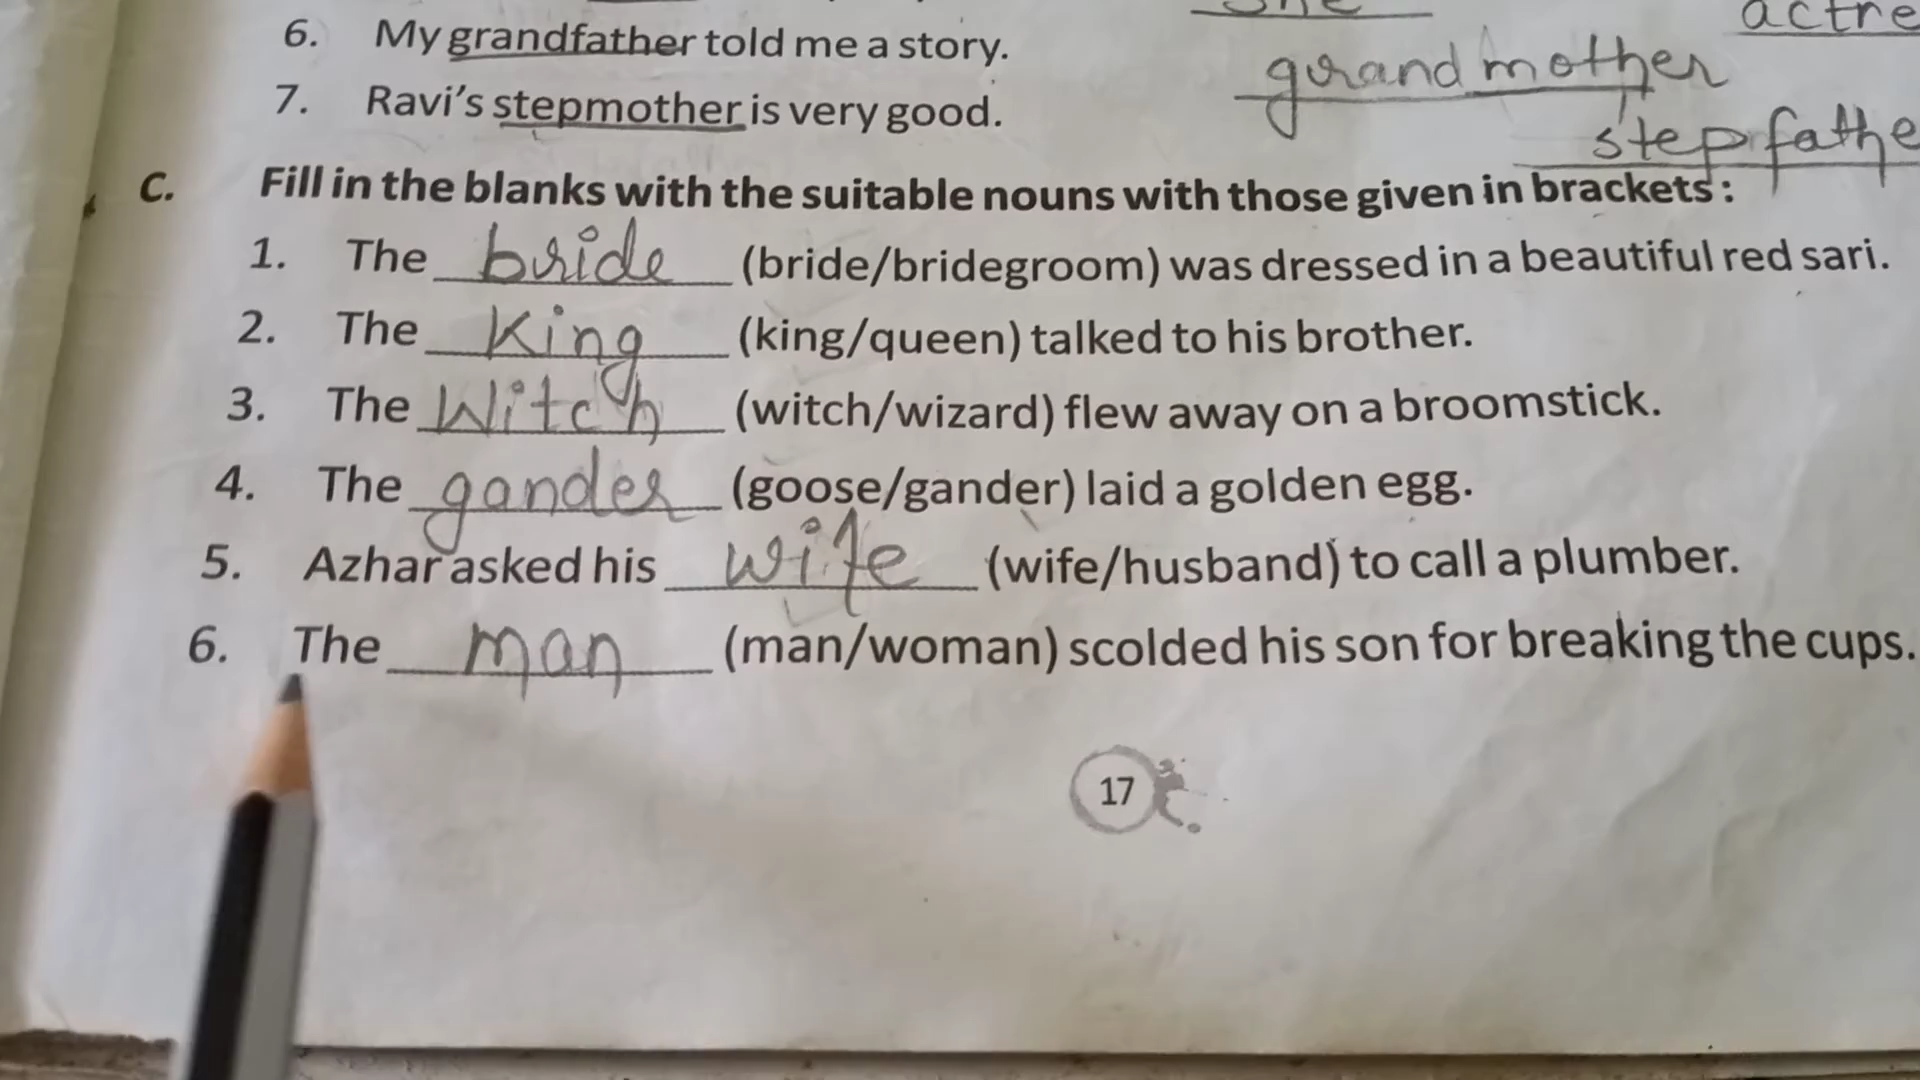 she
actre
6. My grandfather told me a story. grandmother
7. Ravi's stepmother is very good. stepfathe
C. Fill in the blanks with the suitable nouns with those given in brackets:
1. The bride (bride/bridegroom) was dressed in a beautiful red sari.
2. The King (king/queen) talked to his brother.
3. The Witch (witch/wizard) flew away on a broomstick.
4. The gander (goose/gander) laid a golden egg.
5. Azhar asked his wife (wife/husband) to call a plumber.
6. The man (man/woman) scolded his son for breaking the cups.
17